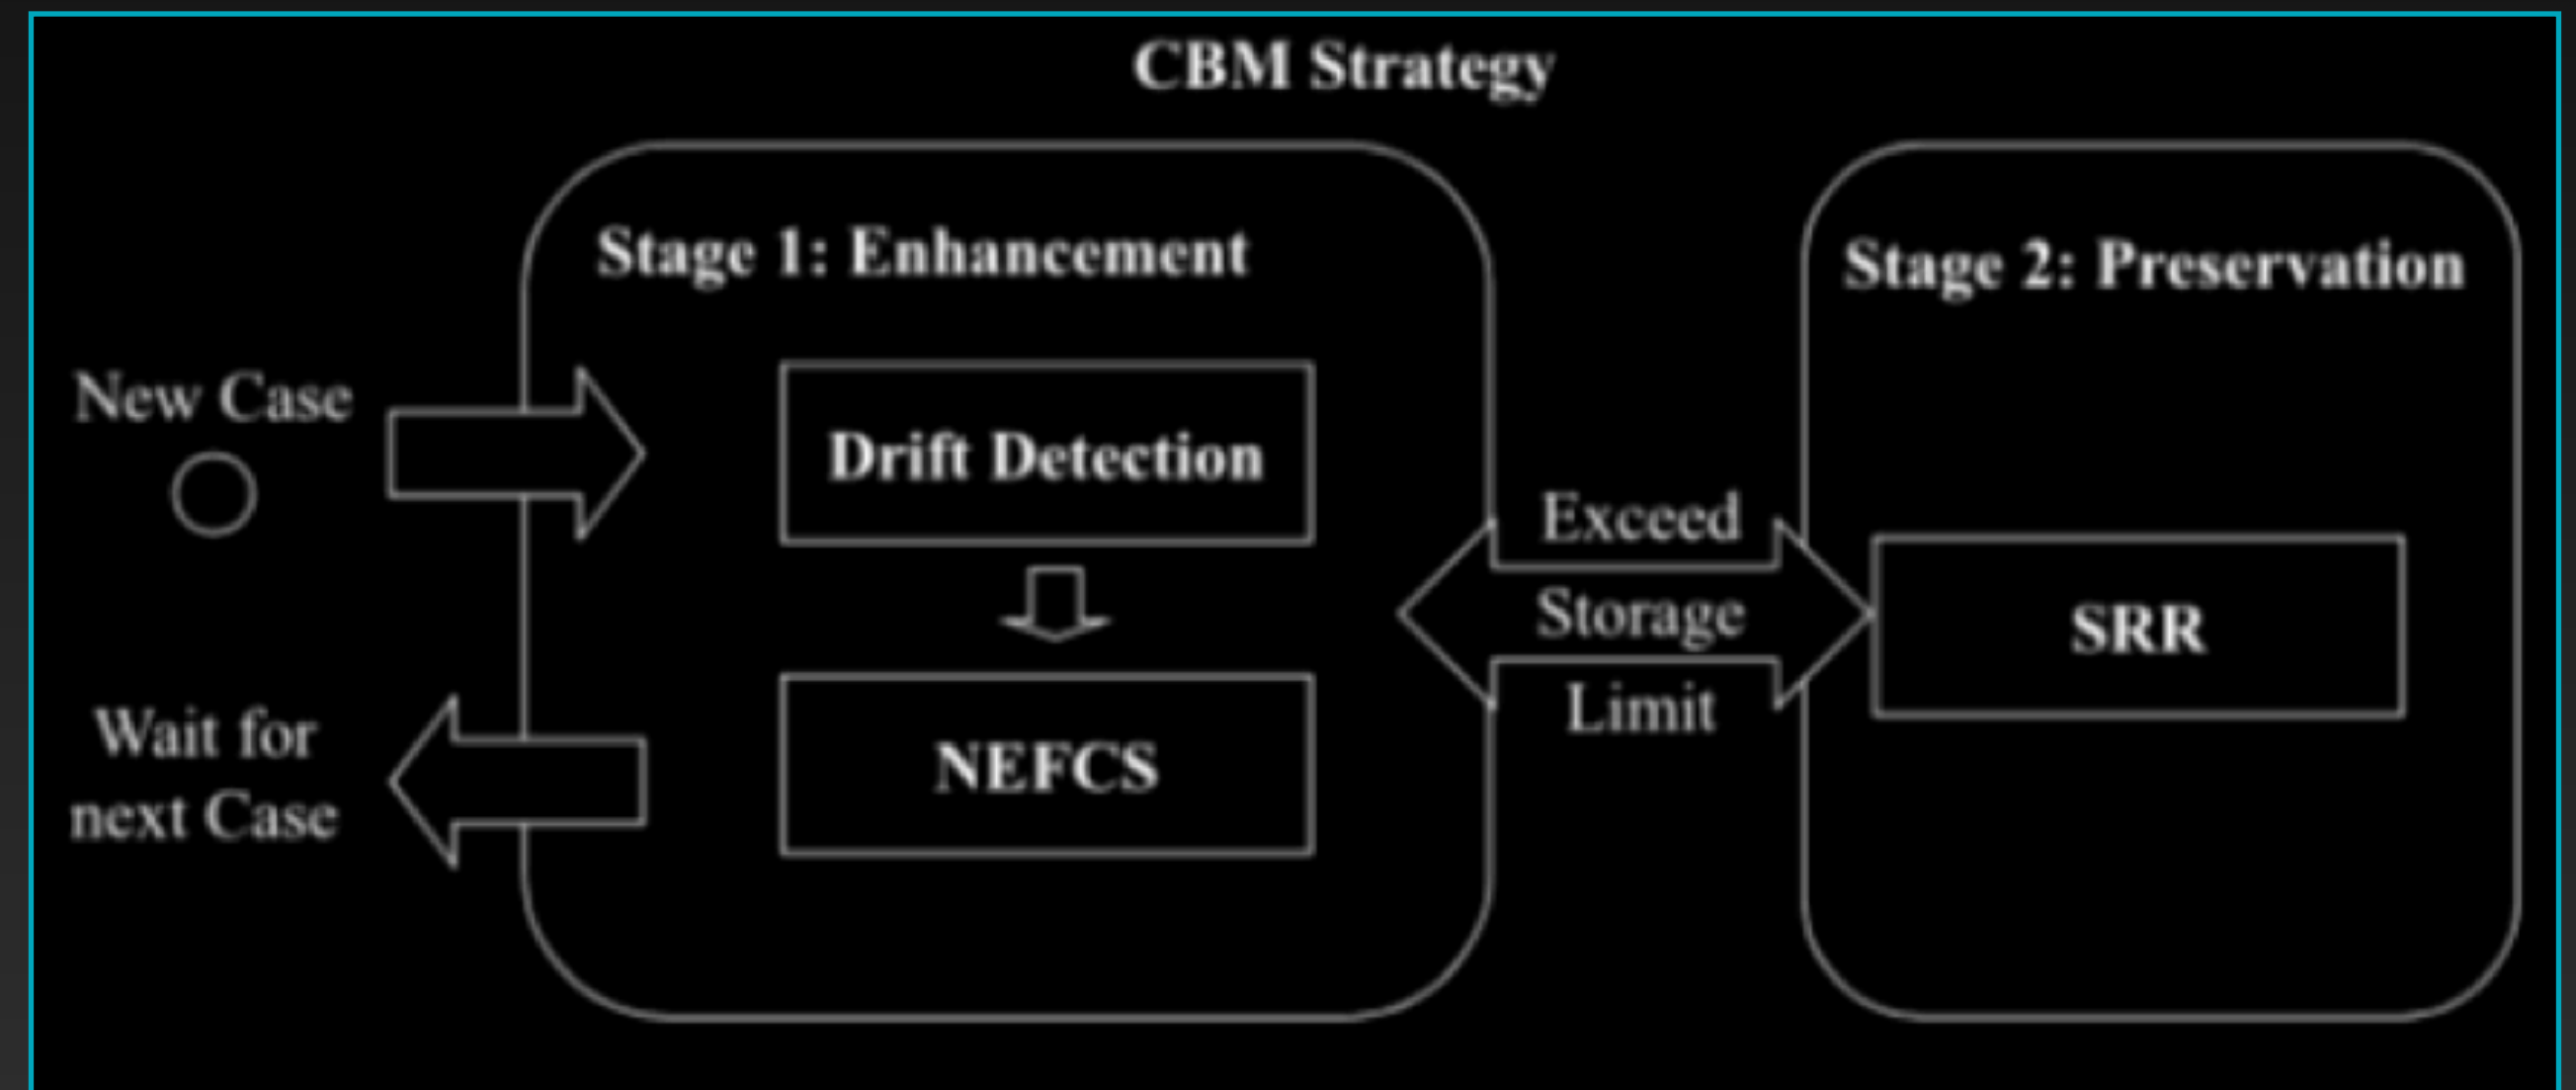 CBM Strategy
Stage 1: Enhancement
Stage 2: Preservation
New Case
Drift Detection
Exceed
Storage
Limit
SRR
Wait for
next Case
NEFCS